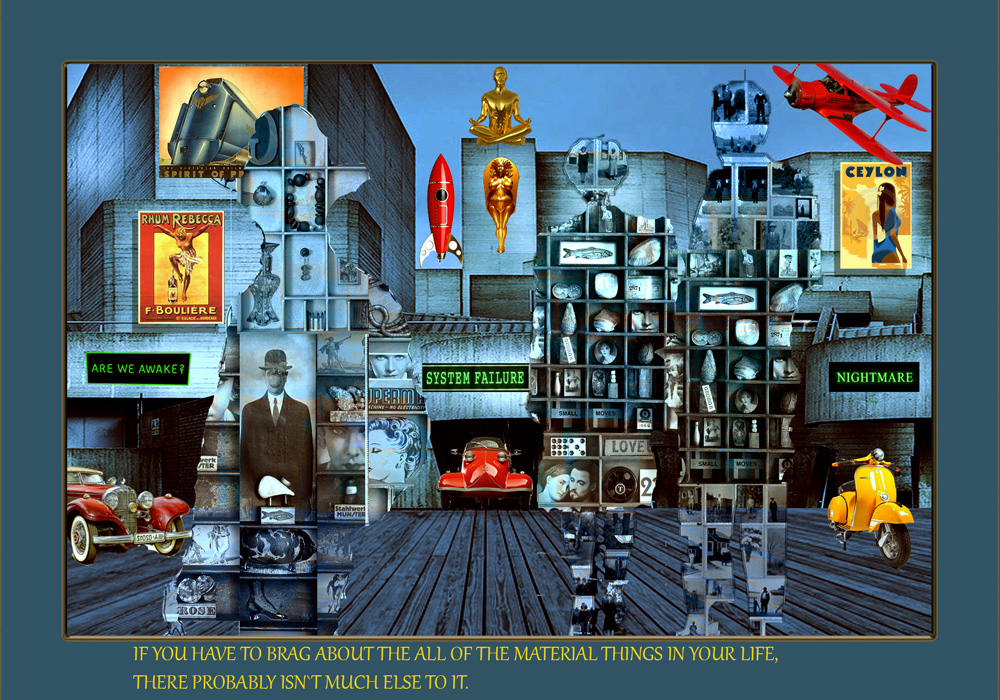 SPIRIT OF
CEYLON
RHUM REBECCA
F. BOULIERE
ARE WE AWAKE?
SYSTEM FAILURE
NIGHTMARE
SMALL MOVES
LOVE
SMALL MOVES
Stahlwerk
MUNSTER
ROSE
IF YOU HAVE TO BRAG ABOUT THE ALL OF THE MATERIAL THINGS IN YOUR LIFE,
THERE PROBABLY ISN`T MUCH ELSE TO IT.